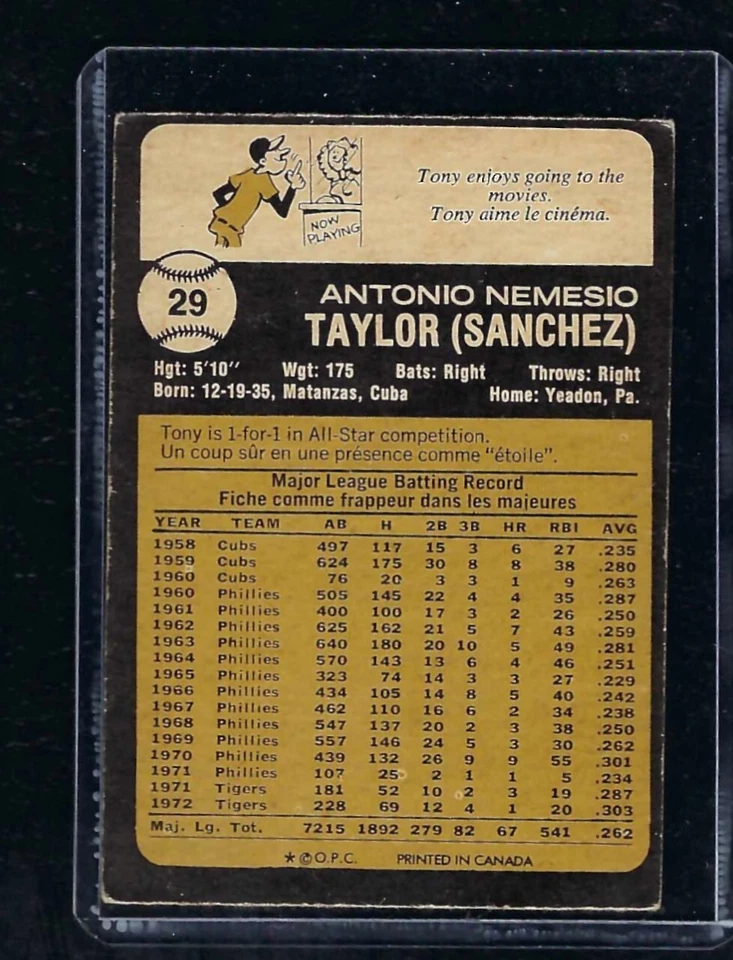 Tony enjoys going to the
movies.
Tony aime le cinéma.
NOW
PLAYING
29
ANTONIO NEMESIO
TAYLOR (SANCHEZ)
Hgt: 5'10" Wgt: 175 Bats: Right Throws: Right
Born: 12-19-35, Matanzas, Cuba Home: Yeadon, Pa.
Tony is 1-for-1 in All-Star competition.
Un coup sûr en une présence comme "étoile".
Major League Batting Record
Fiche comme frappeur dans les majeures
YEAR TEAM AB H 2B 3B HR RBI AVG
1958 Cubs 497 117 15 3 6 27 .235
1959 Cubs 624 175 30 8 8 38 .280
1960 Cubs 76 20 3 3 1 9 .263
1960 Phillies 505 145 22 4 4 35 .287
1961 Phillies 400 100 17 3 2 26 .250
1962 Phillies 625 162 21 5 7 43 .259
1963 Phillies 640 180 20 10 5 49 .281
1964 Phillies 570 143 13 6 4 46 .251
1965 Phillies 323 74 14 3 3 27 .229
1966 Phillies 434 105 14 8 5 40 .242
1967 Phillies 462 110 16 6 2 34 .238
1968 Phillies 547 137 20 2 3 38 .250
1969 Phillies 557 146 24 5 3 30 .262
1970 Phillies 439 132 26 9 9 55 .301
1971 Phillies 107 25 2 1 1 5 .234
1971 Tigers 181 52 10 2 3 19 .287
1972 Tigers 228 69 12 4 1 20 .303
Maj. Lg. Tot. 7215 1892 279 82 67 541 .262
*©O.P.C. PRINTED IN CANADA